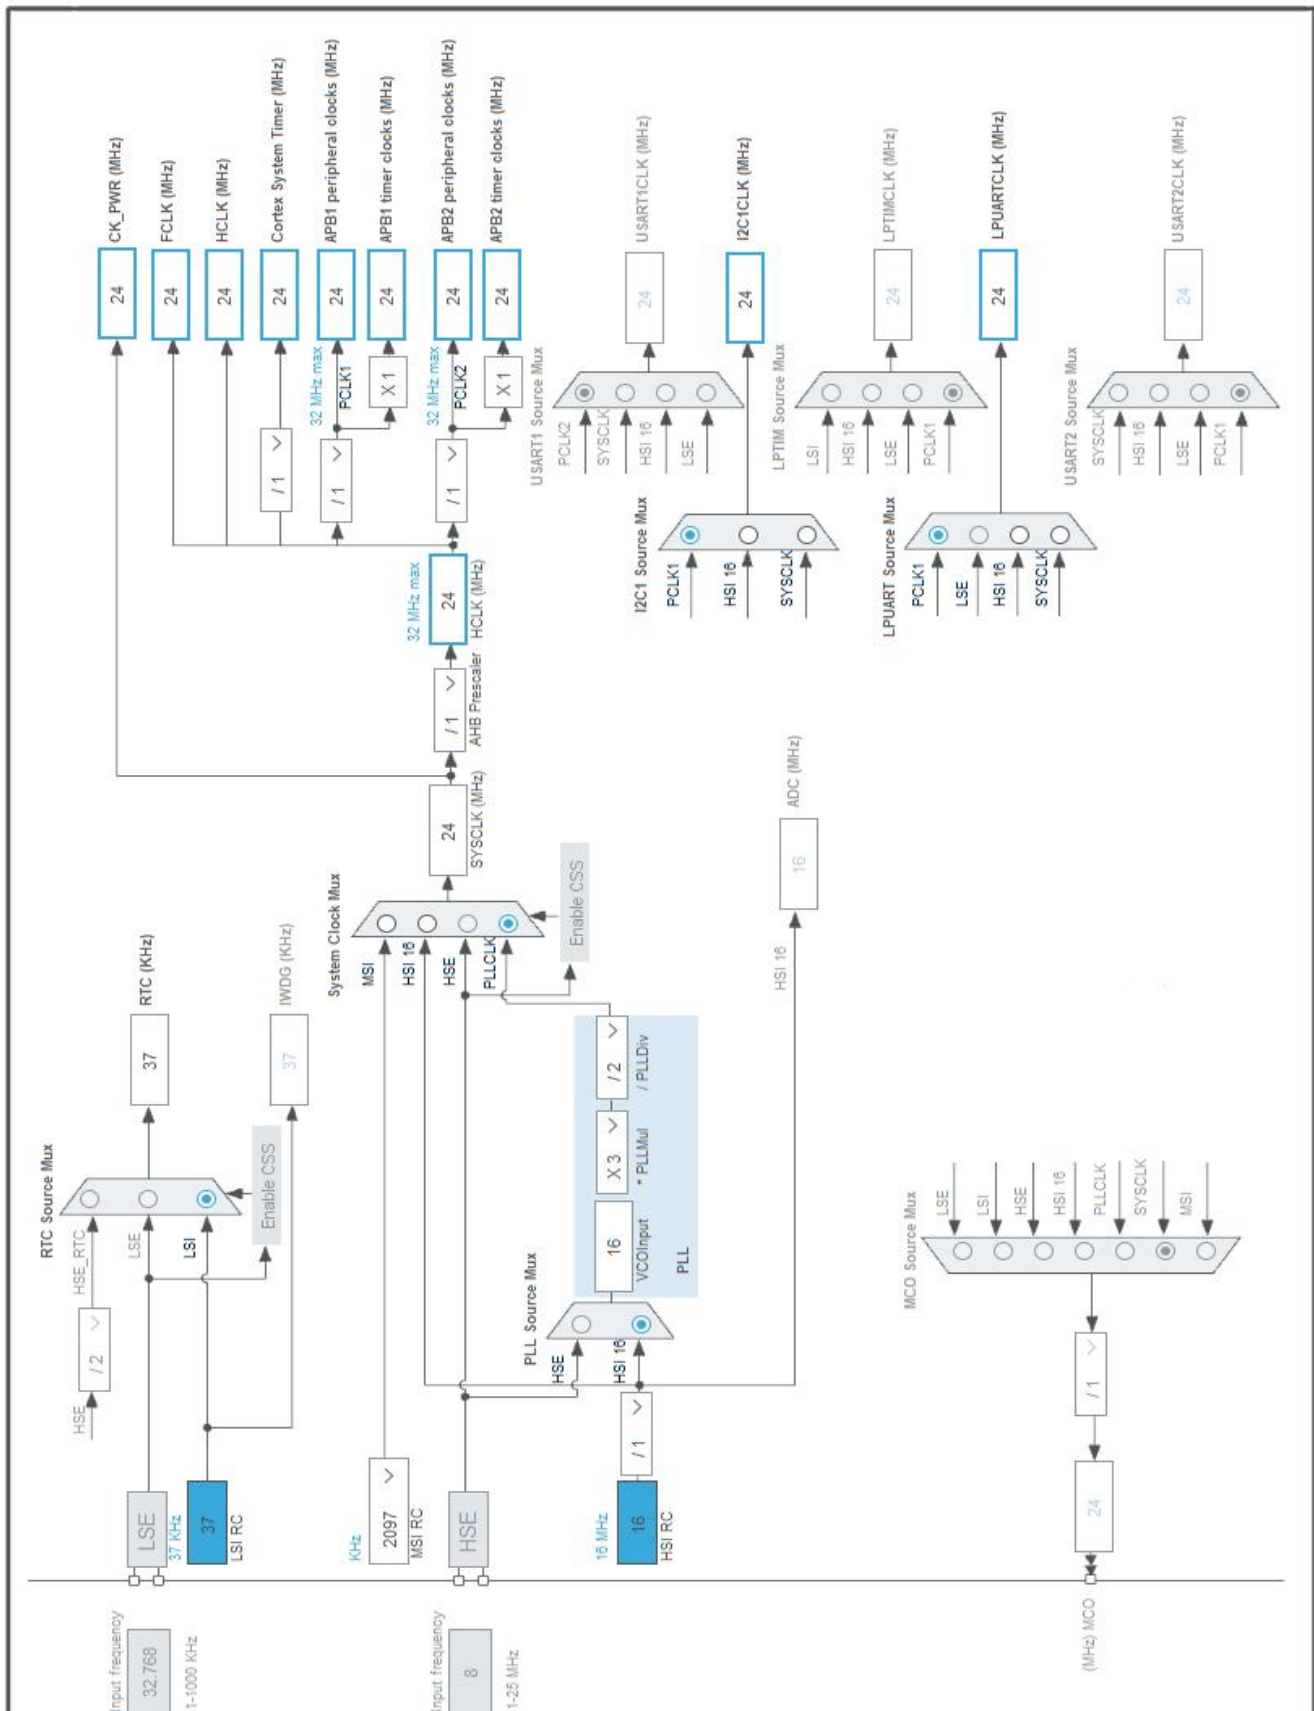 Input frequency
32.768
1-1000 KHz
LSE
37 KHz
37
LSI RC
HSE
/ 2
HSE_RTC
LSE
LSI
RTC Source Mux
Enable CSS
37
RTC (KHz)
37
IWDG (KHz)
Input frequency
8
1-25 MHz
KHz
2097
MSI RC
HSE
16 MHz
16
HSI RC
/ 1
PLL Source Mux
HSE
HSI 16
16
VCOInput
X 3
* PLLMul
/ 2
/ PLLDiv
PLL
System Clock Mux
MSI
HSI 16
HSE
PLLCLK
Enable CSS
24
SYSCLK (MHz)
/ 1
AHB Prescaler
32 MHz max
24
HCLK (MHz)
HSI 16
16
ADC (MHz)
24
CK_PWR (MHz)
24
FCLK (MHz)
24
HCLK (MHz)
/ 1
24
Cortex System Timer (MHz)
/ 1
32 MHz max
PCLK1
24
APB1 peripheral clocks (MHz)
X 1
24
APB1 timer clocks (MHz)
/ 1
32 MHz max
PCLK2
24
APB2 peripheral clocks (MHz)
X 1
24
APB2 timer clocks (MHz)
USART1 Source Mux
PCLK2
SYSCLK
HSI 16
LSE
24
USART1CLK (MHz)
I2C1 Source Mux
PCLK1
HSI 16
SYSCLK
24
I2C1CLK (MHz)
LPTIM Source Mux
LSI
HSI 16
LSE
PCLK1
24
LPTIMCLK (MHz)
LPUART Source Mux
PCLK1
LSE
HSI 16
SYSCLK
24
LPUARTCLK (MHz)
USART2 Source Mux
SYSCLK
HSI 16
LSE
PCLK1
24
USART2CLK (MHz)
MCO Source Mux
LSE
LSI
HSE
HSI 16
PLLCLK
SYSCLK
MSI
/ 1
24
(MHz) MCO